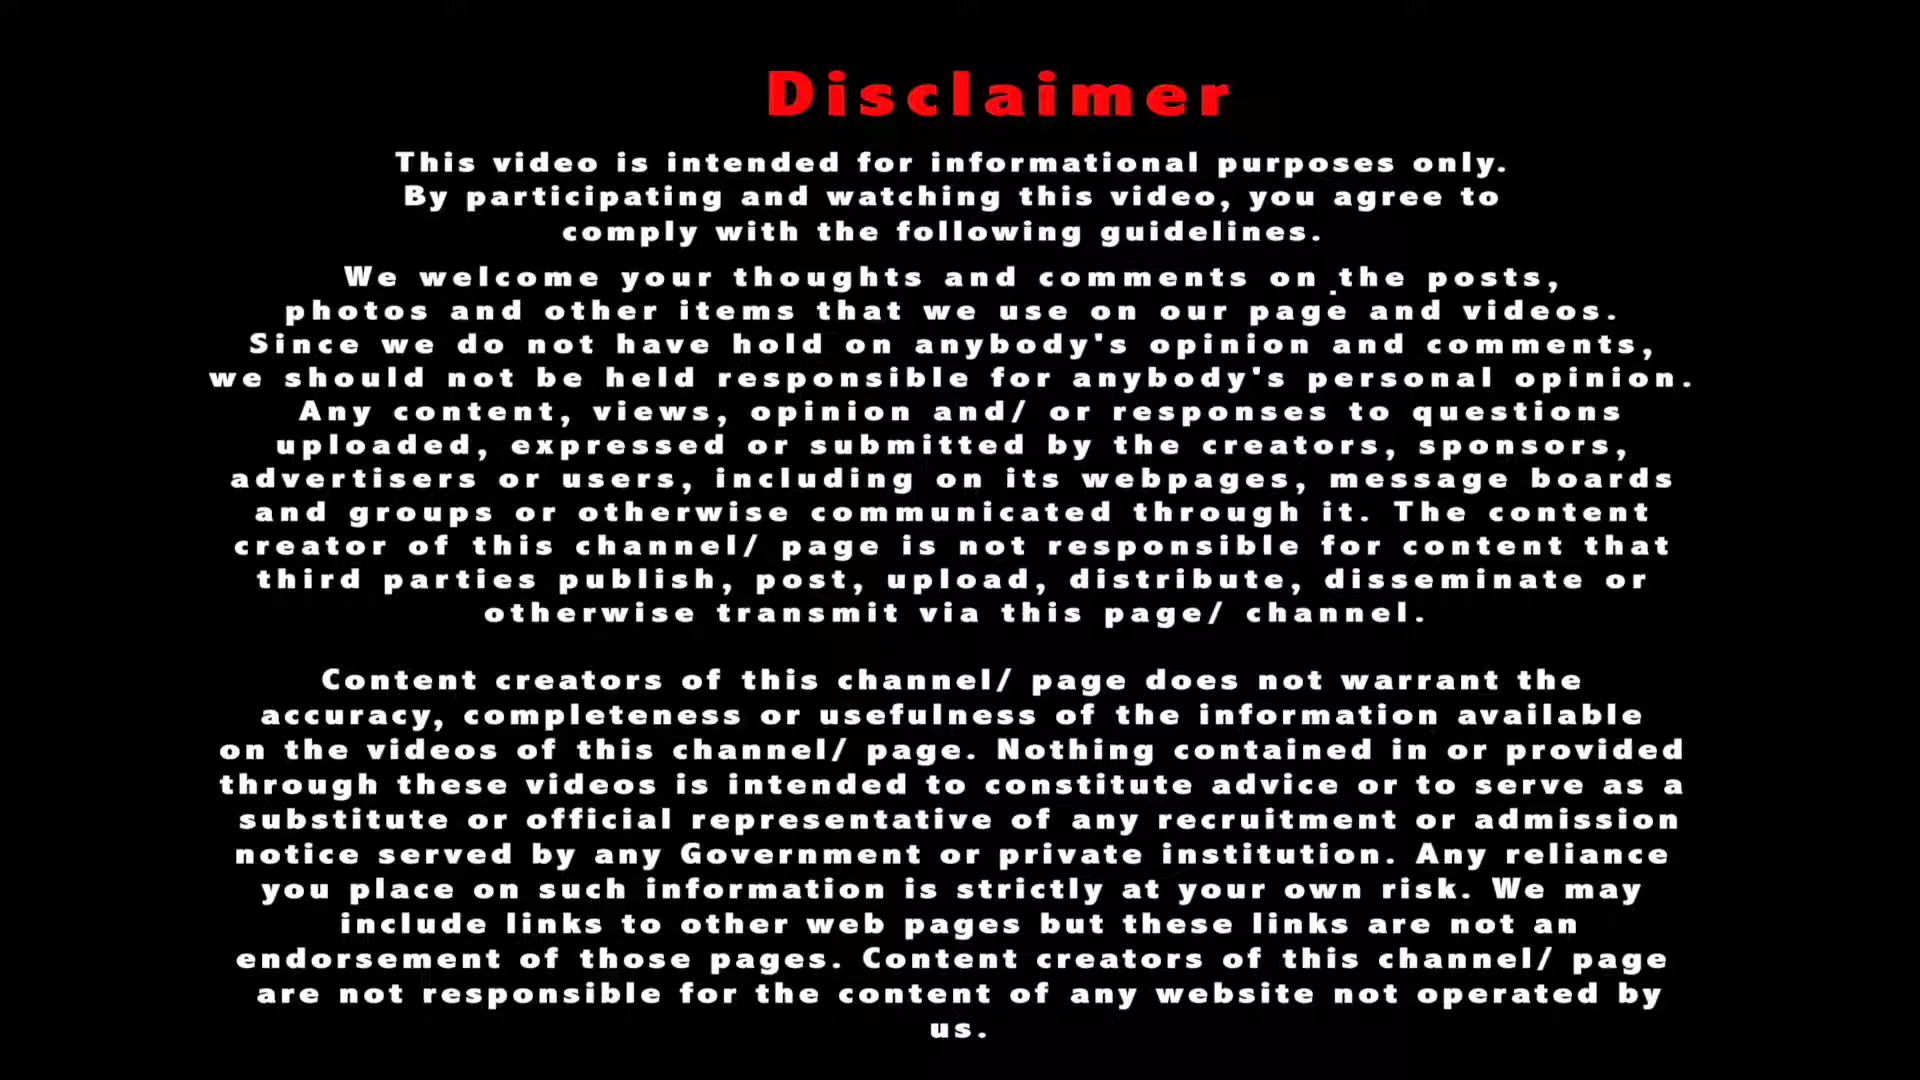 Disclaimer
This video is intended for informational purposes only.
By participating and watching this video, you agree to
comply with the following guidelines.
We welcome your thoughts and comments on the posts,
photos and other items that we use on our page and videos.
Since we do not have hold on anybody's opinion and comments,
we should not be held responsible for anybody's personal opinion.
Any content, views, opinion and/ or responses to questions
uploaded, expressed or submitted by the creators, sponsors,
advertisers or users, including on its webpages, message boards
and groups or otherwise communicated through it. The content
creator of this channel/ page is not responsible for content that
third parties publish, post, upload, distribute, disseminate or
otherwise transmit via this page/ channel.
Content creators of this channel/ page does not warrant the
accuracy, completeness or usefulness of the information available
on the videos of this channel/ page. Nothing contained in or provided
through these videos is intended to constitute advice or to serve as a
substitute or official representative of any recruitment or admission
notice served by any Government or private institution. Any reliance
you place on such information is strictly at your own risk. We may
include links to other web pages but these links are not an
endorsement of those pages. Content creators of this channel/ page
are not responsible for the content of any website not operated by
us.